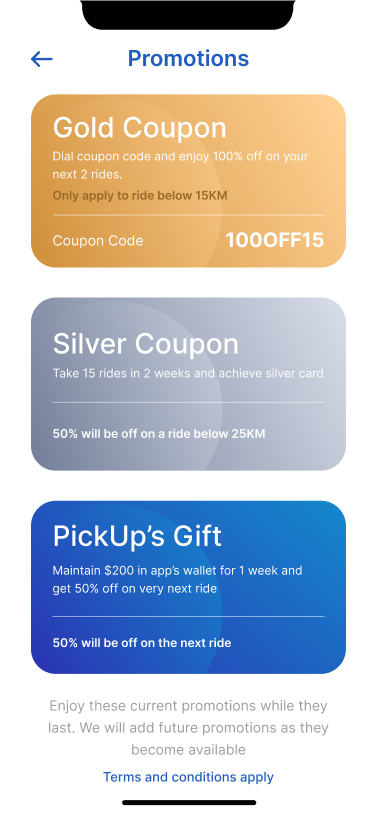 Promotions
Gold Coupon
Dial coupon code and enjoy 100% off on your
next 2 rides.
Only apply to ride below 15KM
Coupon Code
100OFF15
Silver Coupon
Take 15 rides in 2 weeks and achieve silver card
50% will be off on a ride below 25KM
PickUp’s Gift
Maintain $200 in app’s wallet for 1 week and
get 50% off on very next ride
50% will be off on the next ride
Enjoy these current promotions while they
last. We will add future promotions as they
become available
Terms and conditions apply